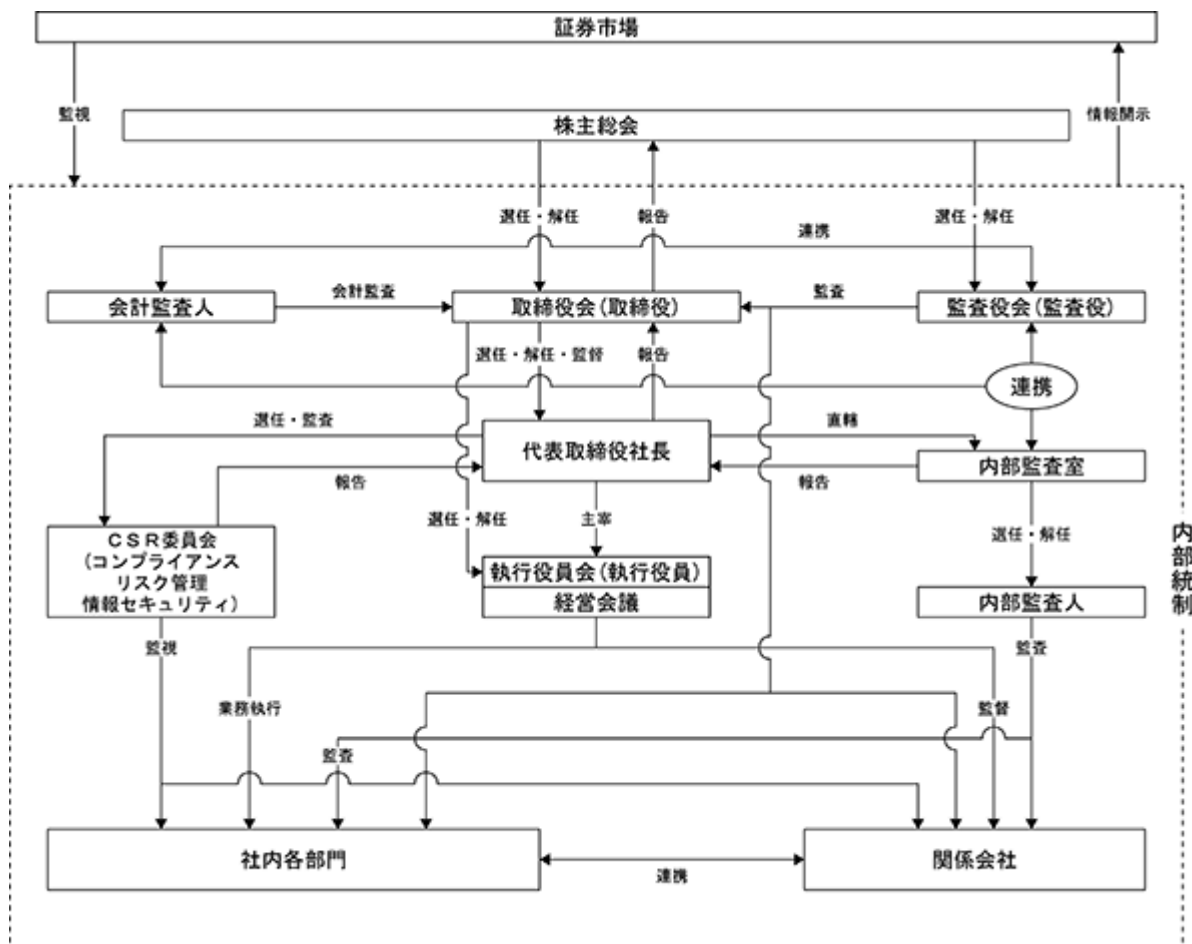 証券市場
監視
情報開示
株主総会
選任・解任
報告
選任・解任
連携
会計監査人
会計監査
取締役会(取締役)
監査
監査役会(監査役)
選任・解任・監督
報告
連携
選任・監査
代表取締役社長
直轄
内部監査室
報告
報告
選任・解任
主宰
選任・解任
CSR委員会
(コンプライアンス
リスク管理
情報セキュリティ)
執行役員会(執行役員)
経営会議
内部監査人
内部統制
監視
監査
業務執行
監督
監査
社内各部門
連携
関係会社